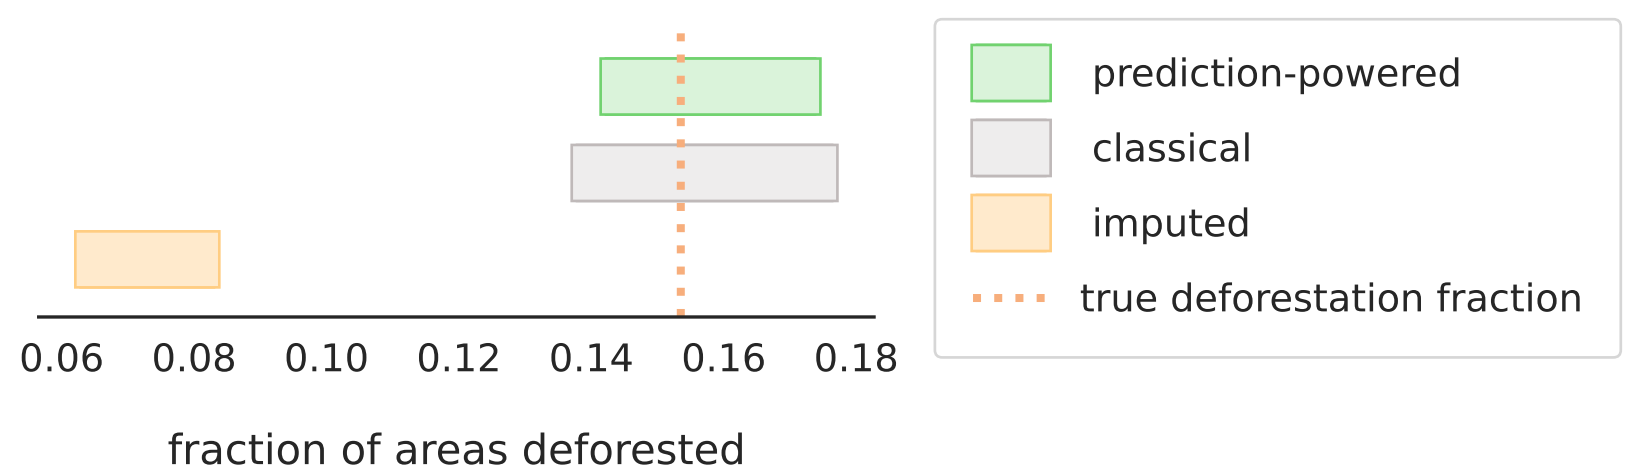 prediction-powered
classical
imputed
true deforestation fraction
0.06 0.08 0.10 0.12 0.14 0.16 0.18
fraction of areas deforested